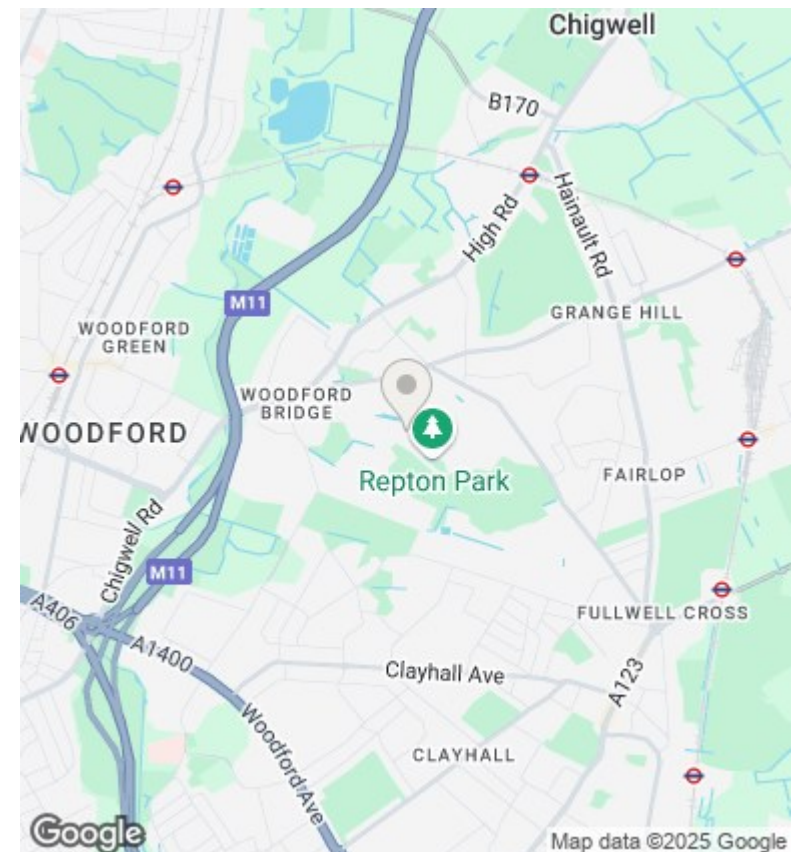 Chigwell
B170
High Rd
Hainault Rd
M11
GRANGE HILL
WOODFORD
GREEN
WOODFORD
BRIDGE
WOODFORD
Repton Park
FAIRLOP
Chigwell Rd
M11
A406
FULLWELL CROSS
A1400
Clayhall Ave
A123
Woodford Ave
CLAYHALL
Google
Map data ©2025 Google